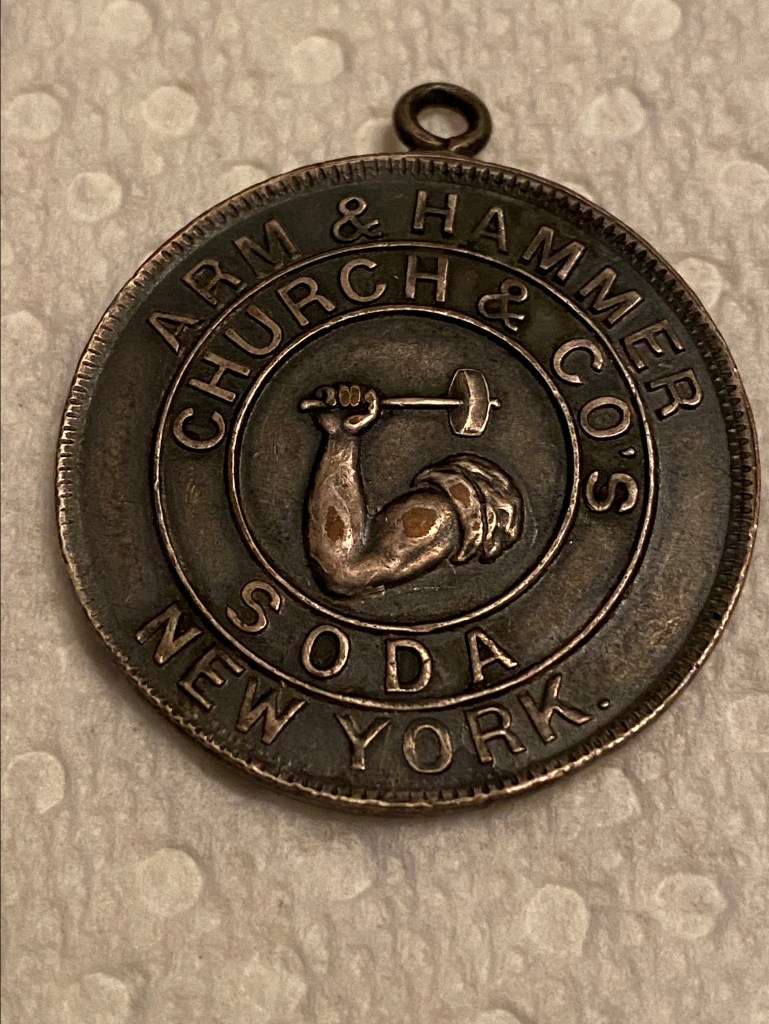 ARM & HAMMER
CHURCH & CO'S
SODA
NEW YORK.